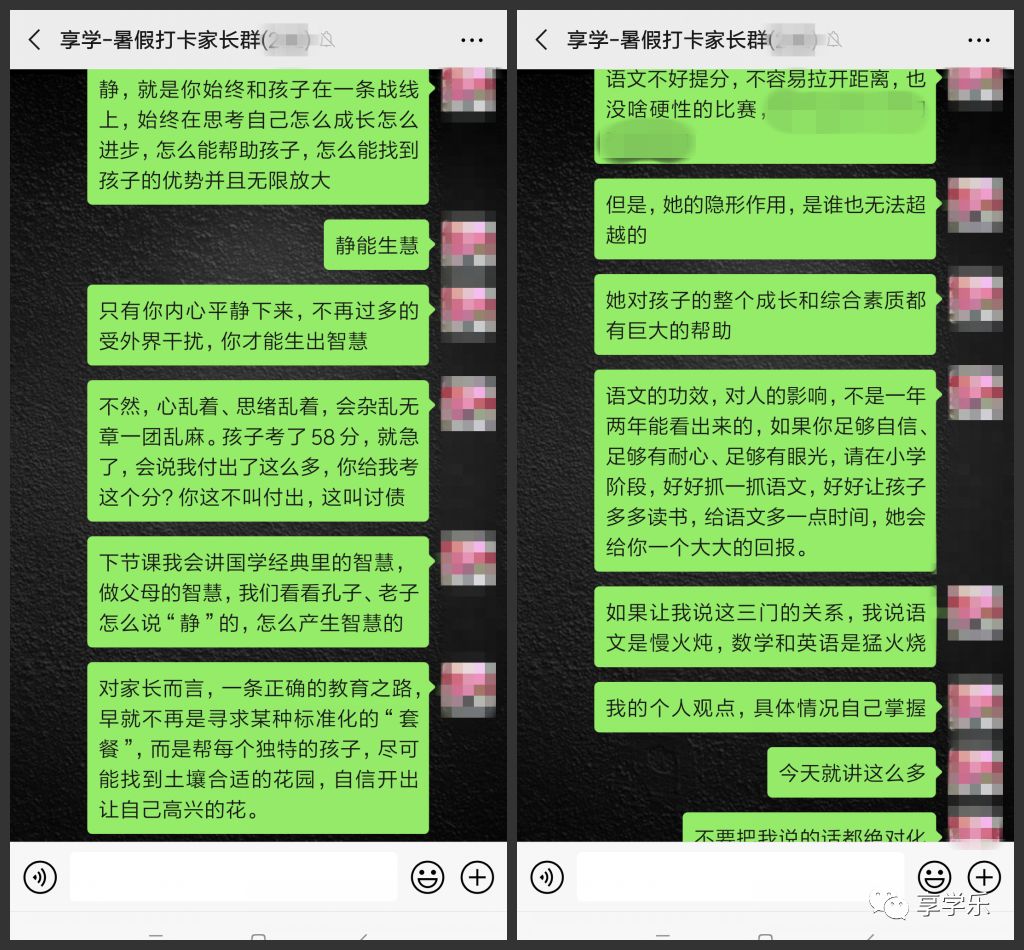 享学-暑假打卡家长群(2
静，就是你始终和孩子在一条战线
上，始终在思考自己怎么成长怎么
进步，怎么能帮助孩子，怎么能找到
孩子的优势并且无限放大
静能生慧
只有你内心平静下来，不再过多的
受外界干扰，你才能生出智慧
不然，心乱着、思绪乱着，会杂乱无
章一团乱麻。孩子考了58分，就急
了，会说我付出了这么多，你给我考
这个分？你这不叫付出，这叫讨债
下节课我会讲国学经典里的智慧，
做父母的智慧，我们看看孔子、老子
怎么说“静”的，怎么产生智慧的
对家长而言，一条正确的教育之路，
早就不再是寻求某种标准化的“套
餐”，而是帮每个独特的孩子，尽可
能找到土壤合适的花园，自信开出
让自己高兴的花。
享学-暑假打卡家长群(2
语文不好提分，不容易拉开距离，也
没啥硬性的比赛，
但是，她的隐形作用，是谁也无法超
越的
她对孩子的整个成长和综合素质都
有巨大的帮助
语文的功效，对人的影响，不是一年
两年能看出来的，如果你足够自信、
足够有耐心、足够有眼光，请在小学
阶段，好好抓一抓语文，好好让孩子
多多读书，给语文多一点时间，她会
给你一个大大的回报。
如果让我说这三门的关系，我说语
文是慢火炖，数学和英语是猛火烧
我的个人观点，具体情况自己掌握
今天就讲这么多
不要把我说的话都绝对化
享学乐